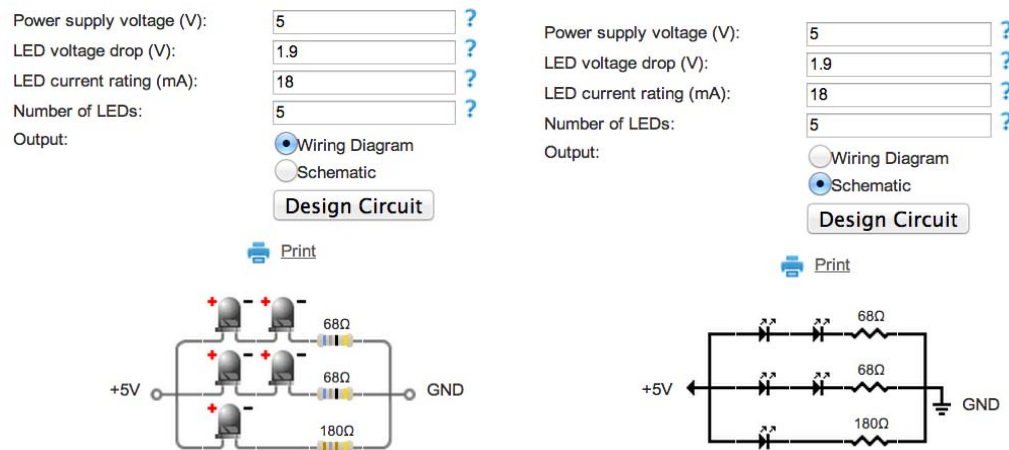 Power supply voltage (V): 5 ?
LED voltage drop (V): 1.9 ?
LED current rating (mA): 18 ?
Number of LEDs: 5 ?
Output: Wiring Diagram
Schematic
Design Circuit
Print
+ - + -
68Ω
+ - + -
68Ω
+5V GND
+ -
180Ω
Power supply voltage (V): 5 ?
LED voltage drop (V): 1.9 ?
LED current rating (mA): 18 ?
Number of LEDs: 5 ?
Output: Wiring Diagram
Schematic
Design Circuit
Print
68Ω
68Ω
+5V GND
180Ω